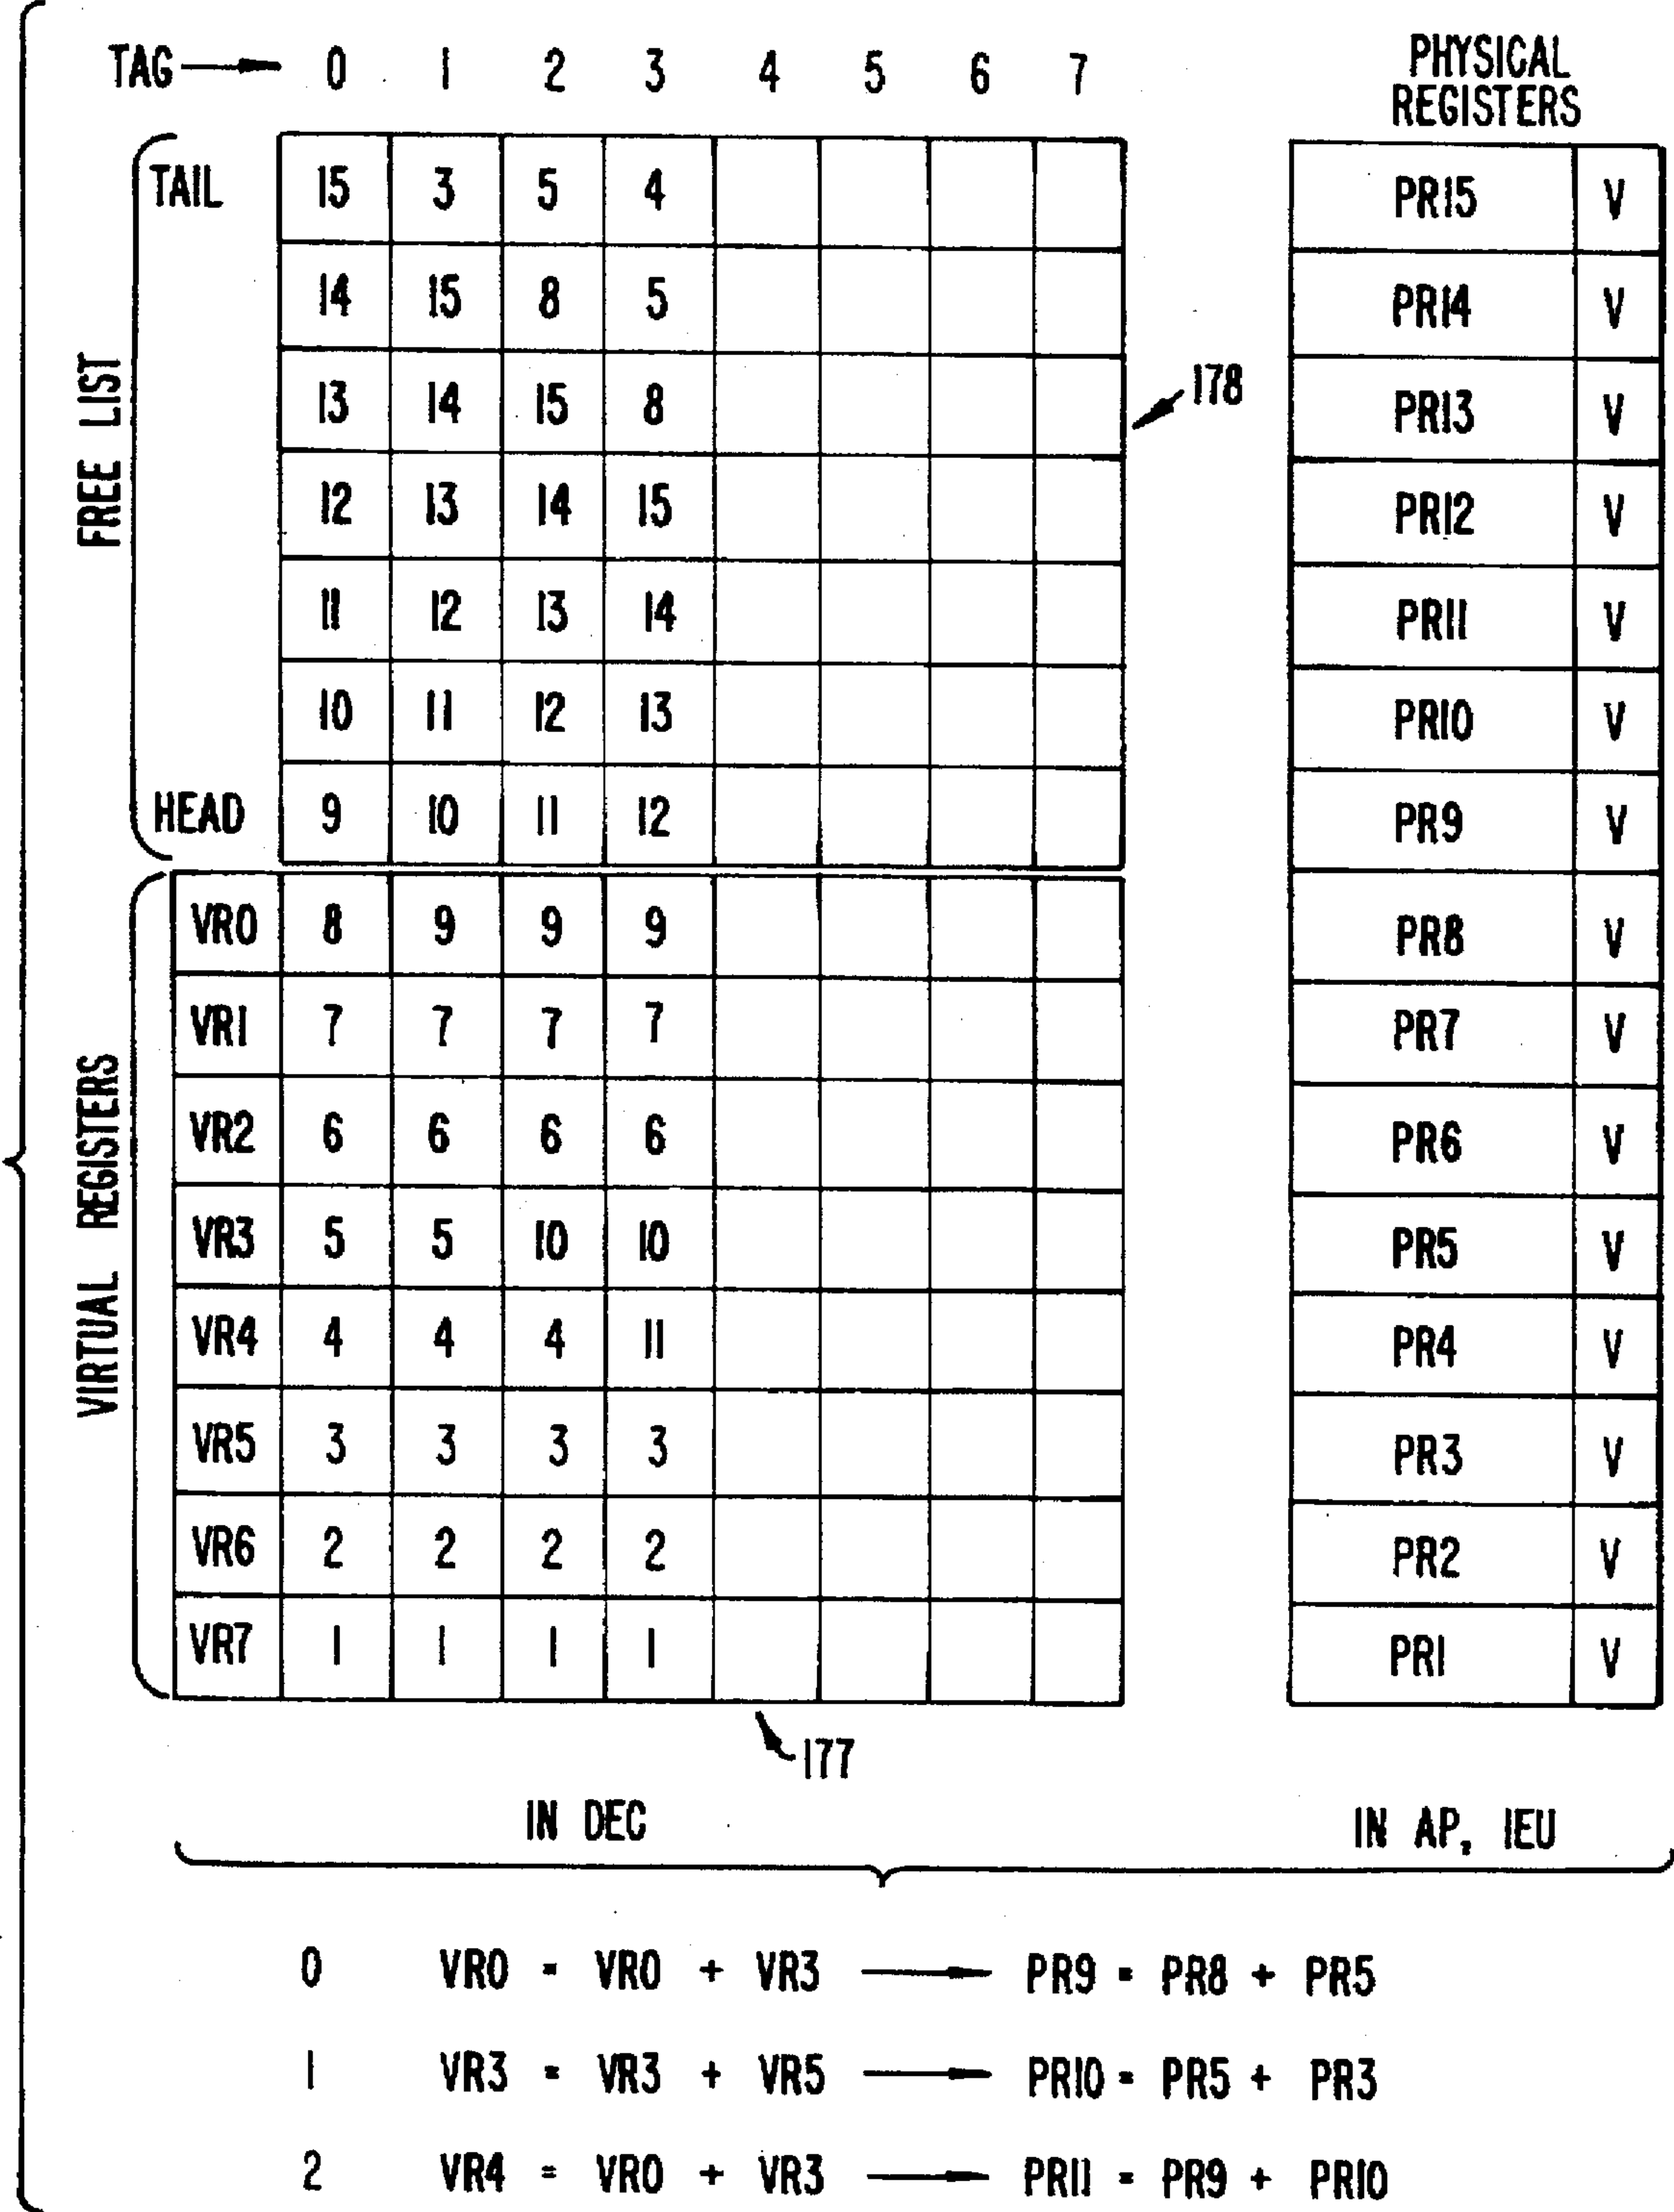 TAG 0 1 2 3 4 5 6 7
PHYSICAL
REGISTERS
FREE LIST
TAIL 15 3 5 4
14 15 8 5
13 14 15 8
12 13 14 15
11 12 13 14
10 11 12 13
HEAD 9 10 11 12
178
VIRTUAL REGISTERS
VR0 8 9 9 9
VR1 7 7 7 7
VR2 6 6 6 6
VR3 5 5 10 10
VR4 4 4 4 11
VR5 3 3 3 3
VR6 2 2 2 2
VR7 1 1 1 1
177
PR15 V
PR14 V
PR13 V
PR12 V
PR11 V
PR10 V
PR9 V
PR8 V
PR7 V
PR6 V
PR5 V
PR4 V
PR3 V
PR2 V
PR1 V
IN DEC
IN AP, IEU
0 VR0 = VR0 + VR3 → PR9 = PR8 + PR5
1 VR3 = VR3 + VR5 → PR10 = PR5 + PR3
2 VR4 = VR0 + VR3 → PR11 = PR9 + PR10